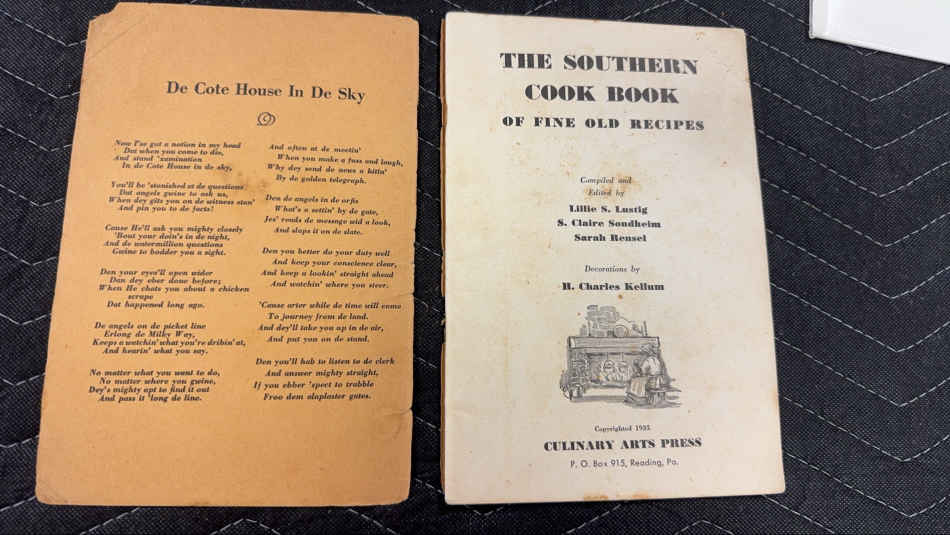 De Cote House In De Sky
Now I've got a notion in my head
Dat when you come to die,
And stand 'xamination
In de Cote House in de sky,
You'll be 'stonished at de questions
Dat angels gwine to ask us,
When dey gits you on de witness stan'
And pin you to de facts!
Cause He'll ask you mighty closely
'Bout your doin's in de night,
And de watermillion questions
Gwine to bodder you a sight.
Den your eyes'll open wider
Dan dey eber done before;
When He chats you about a chicken
scrape
Dat happened long ago.
De angels on de picket line
Erlong de Milky Way,
Keeps a watchin' what you're dribin' at,
And hearin' what you say.
No matter what you want to do,
No matter where you gwine,
Dey's mighty apt to find it out
And pass it 'long de line.
And often at de meetin'
When you make a fuss and laugh,
Why dey send de news a kitin'
By de golden telegraph.
Den de angels in de orfis
What's a settin' by de gate,
Jes' reads de message wid a look,
And slaps it on de slate.
Den you better do your duty well
And keep your conscience clear,
And keep a lookin' straight ahead
And watchin' where you steer.
'Cause arter while de time will come
To journey from de land.
And dey'll take you up in de air,
And put you on de stand.
Den you'll hab to listen to de clerk
And answer mighty straight,
If you ebber 'spect to trabble
Froo dem alaplaster gates.
THE SOUTHERN
COOK BOOK
OF FINE OLD RECIPES
Compiled and
Edited by
Lillie S. Lustig
S. Claire Sondheim
Sarah Rensel
Decorations by
H. Charles Kellum
Copyrighted 1935
CULINARY ARTS PRESS
P. O. Box 915, Reading, Pa.